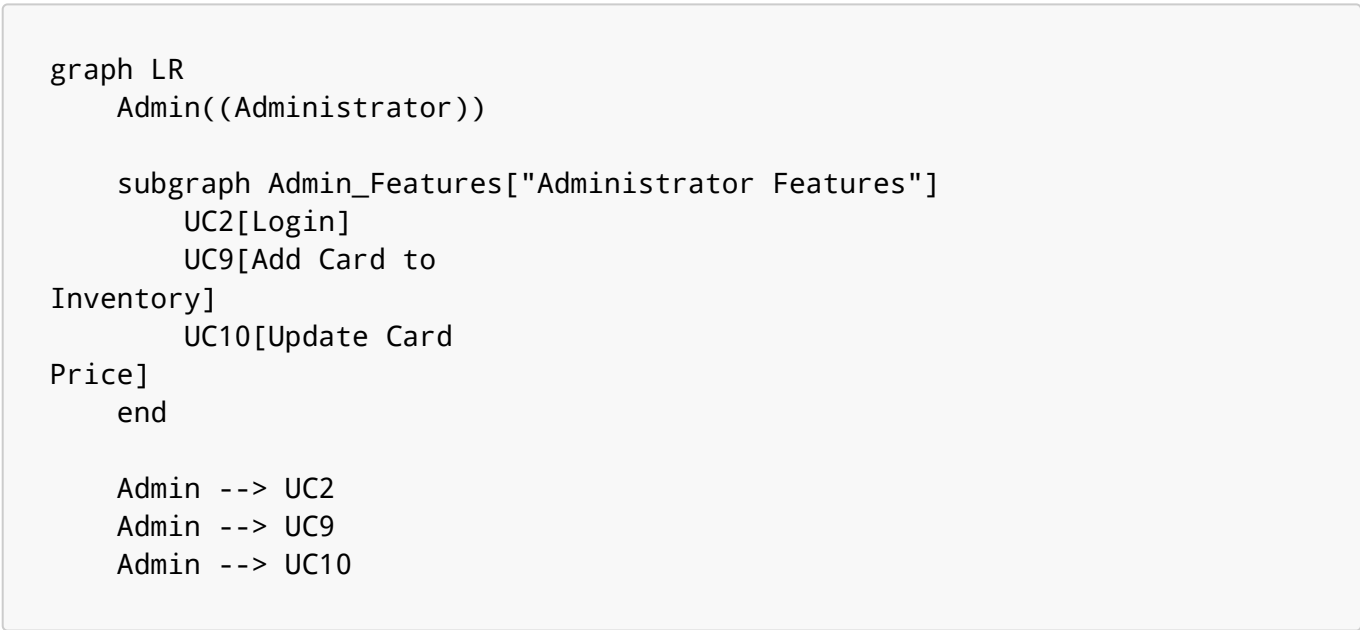 graph LR
    Admin((Administrator))

    subgraph Admin_Features["Administrator Features"]
        UC2[Login]
        UC9[Add Card to
Inventory]
        UC10[Update Card
Price]
    end

    Admin --> UC2
    Admin --> UC9
    Admin --> UC10